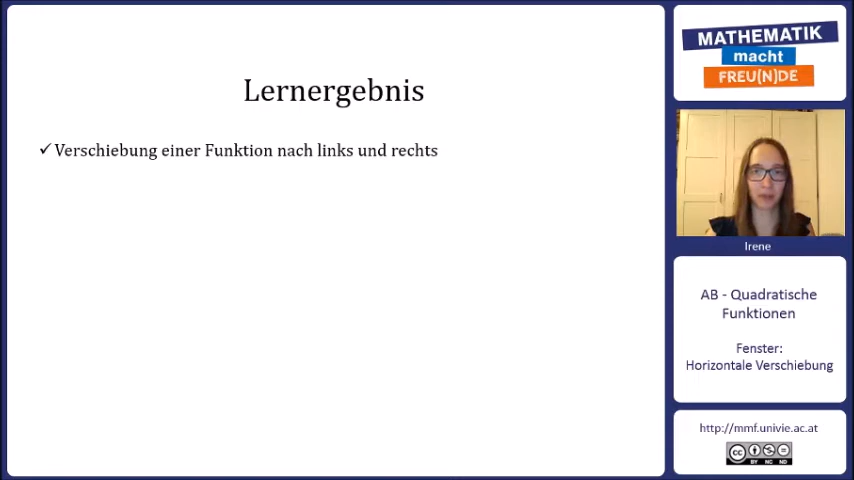 Lernergebnis
✓ Verschiebung einer Funktion nach links und rechts
MATHEMATIK
macht
FREU(N)DE
Irene
AB - Quadratische
Funktionen
Fenster:
Horizontale Verschiebung
http://mmf.univie.ac.at
CC
BY NC ND